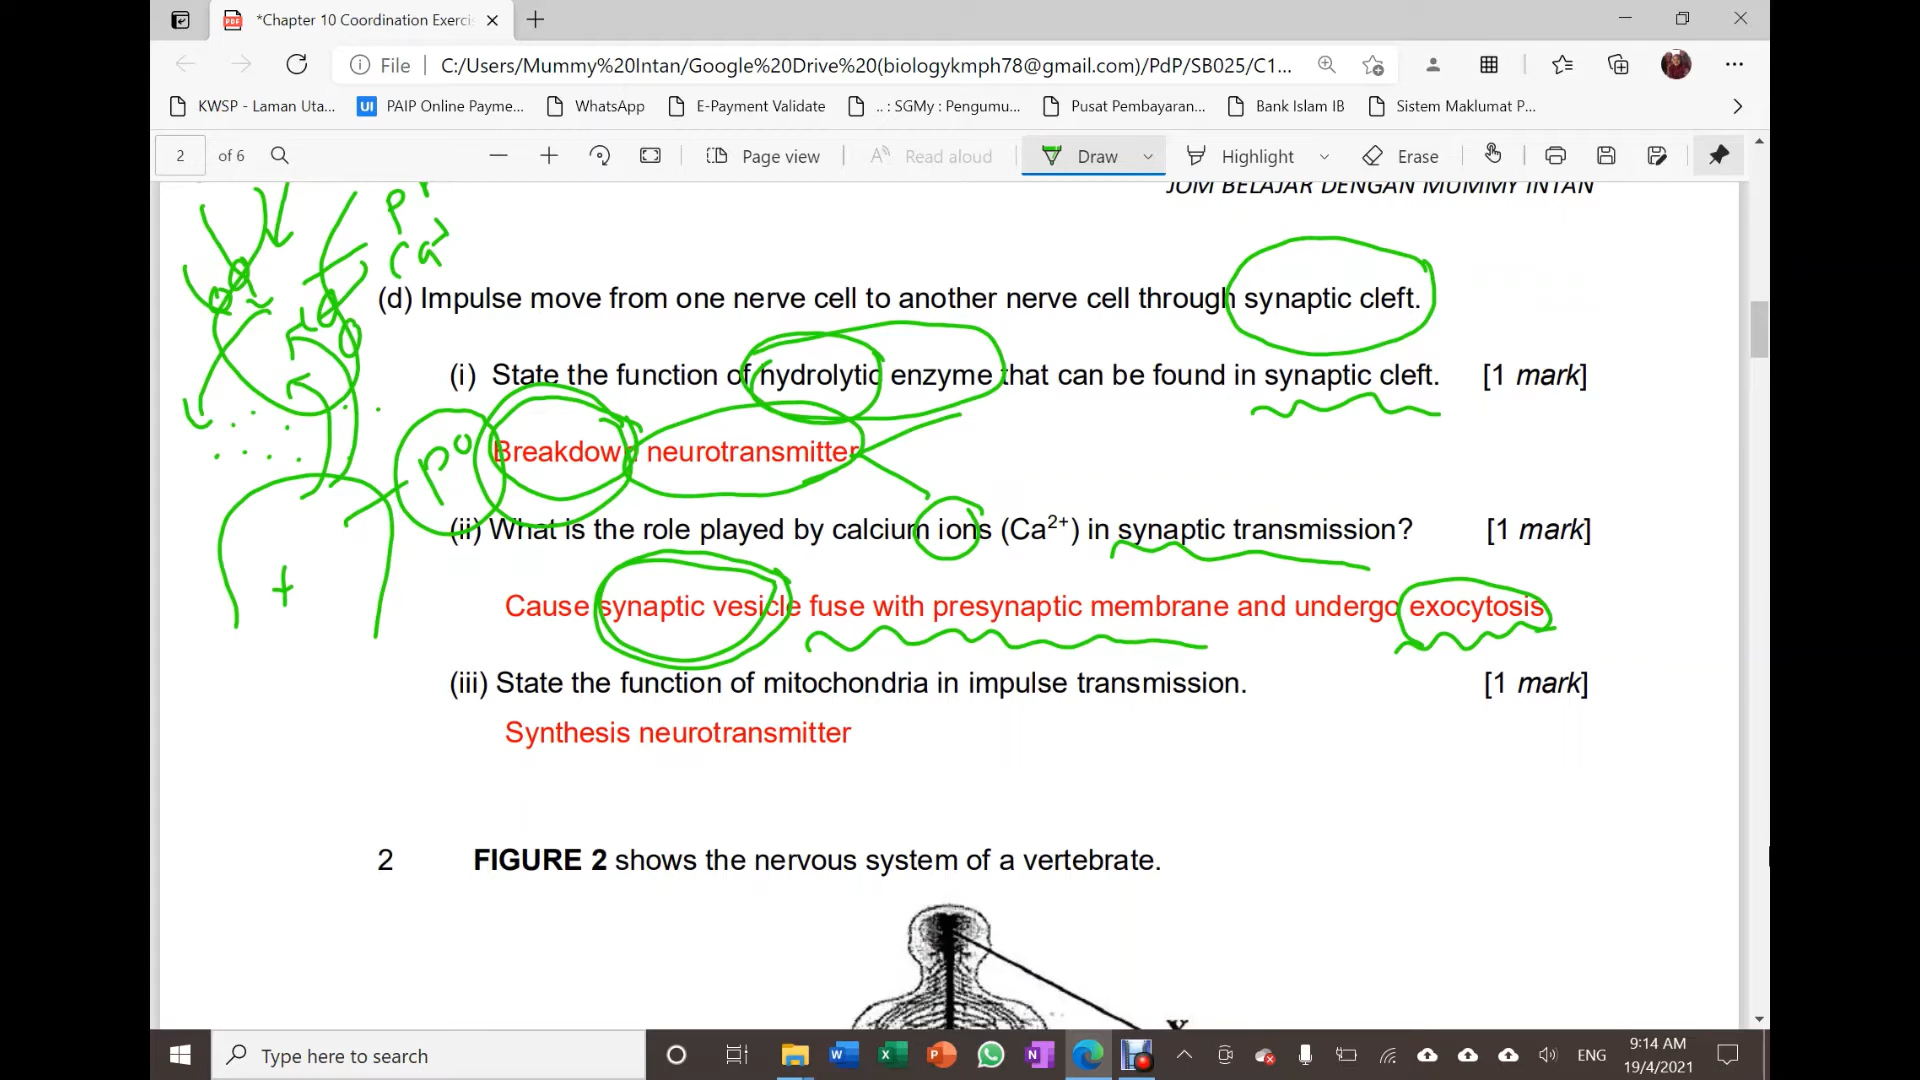 *Chapter 10 Coordination Exerci
File C:/Users/Mummy%20Intan/Google%20Drive%20(biologykmph78@gmail.com)/PdP/SB025/C1...
KWSP - Laman Uta... UI PAIP Online Payme... WhatsApp E-Payment Validate .. : SGMy : Pengumu... Pusat Pembayaran... Bank Islam IB Sistem Maklumat P...
2 of 6 Page view Read aloud Draw Highlight Erase
JOM BELAJAR DENGAN MUMMY INTAN
(d) Impulse move from one nerve cell to another nerve cell through synaptic cleft.
(i) State the function of hydrolytic enzyme that can be found in synaptic cleft. [1 mark]
Breakdown neurotransmitter
(ii) What is the role played by calcium ions (Ca²⁺) in synaptic transmission? [1 mark]
Cause synaptic vesicle fuse with presynaptic membrane and undergo exocytosis
(iii) State the function of mitochondria in impulse transmission. [1 mark]
Synthesis neurotransmitter
2 FIGURE 2 shows the nervous system of a vertebrate.
Type here to search
ENG
9:14 AM
19/4/2021